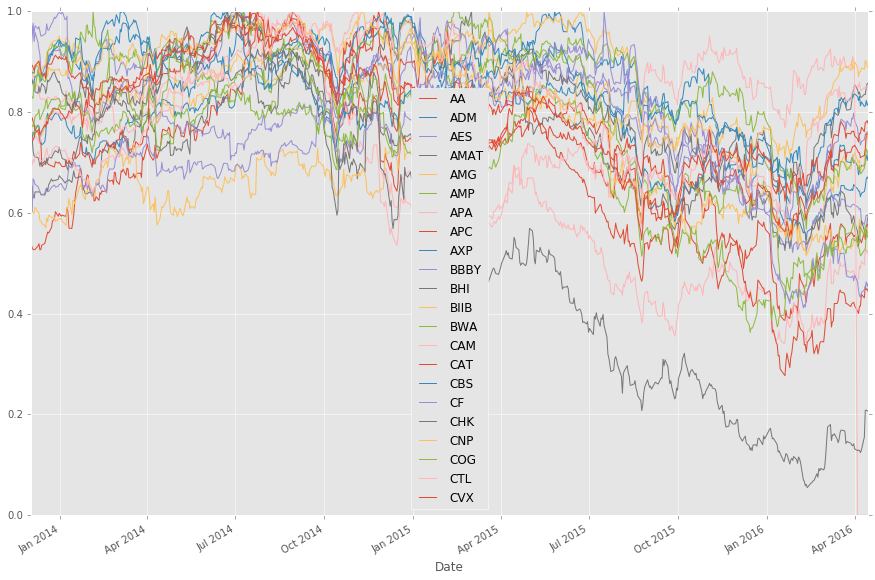 1.0
0.8
0.6
0.4
0.2
0.0
AA
ADM
AES
AMAT
AMG
AMP
APA
APC
AXP
BBBY
BHI
BIIB
BWA
CAM
CAT
CBS
CF
CHK
CNP
COG
CTL
CVX
Jan 2014
Apr 2014
Jul 2014
Oct 2014
Jan 2015
Apr 2015
Jul 2015
Oct 2015
Jan 2016
Apr 2016
Date